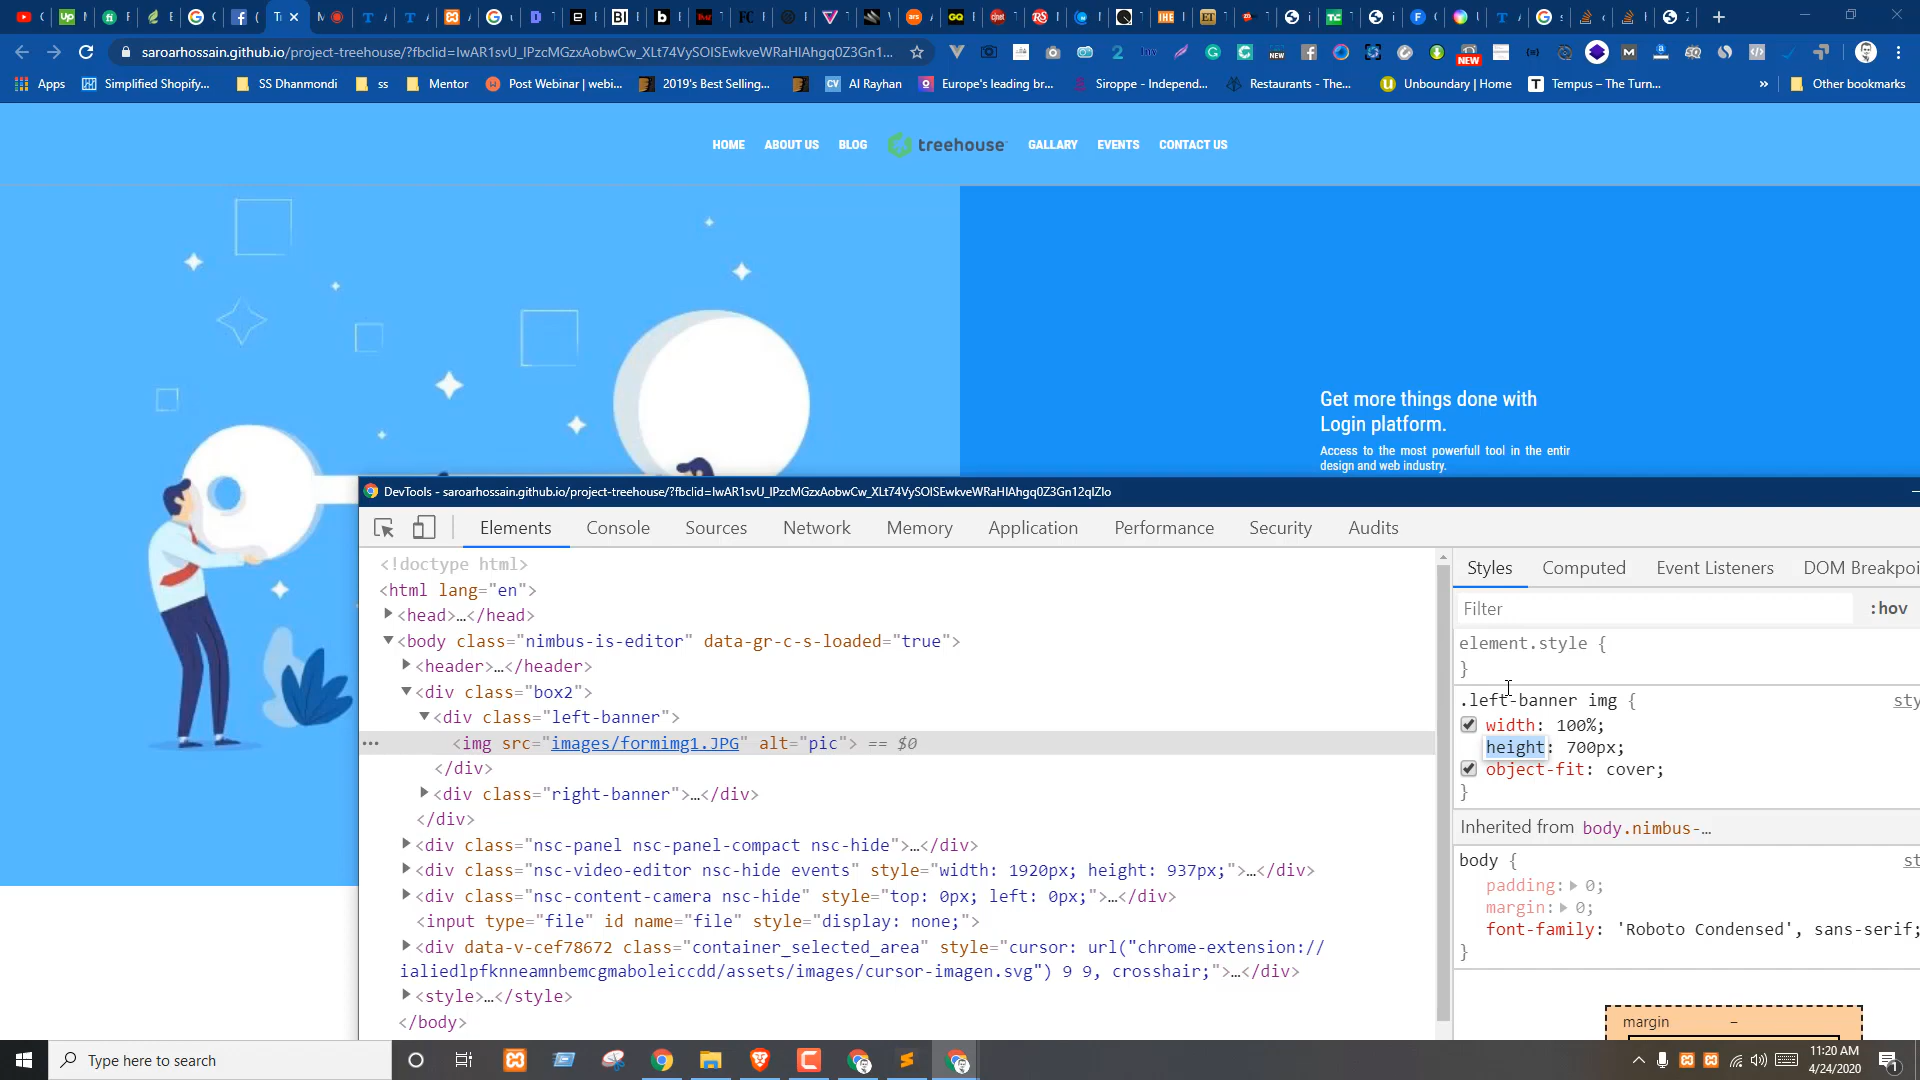 saroarhossain.github.io/project-treehouse/?fbclid=IwAR1svU_lPzcMGzxAobwCw_XLt74VySOISEwkveWRaHIAhgq0Z3Gn1...
Apps Simplified Shopify... SS Dhanmondi ss Mentor Post Webinar | webi... 2019's Best Selling... Al Rayhan Europe's leading br... Siroppe - Independ... Restaurants - The... Unboundary | Home Tempus – The Turn... » Other bookmarks
HOME ABOUT US BLOG treehouse GALLARY EVENTS CONTACT US
Get more things done with
Login platform.
Access to the most powerfull tool in the entir
design and web industry.
DevTools - saroarhossain.github.io/project-treehouse/?fbclid=IwAR1svU_lPzcMGzxAobwCw_XLt74VySOISEwkveWRaHIAhgq0Z3Gn12qlZlo
Elements Console Sources Network Memory Application Performance Security Audits
<!doctype html>
<html lang="en">
<head>…</head>
<body class="nimbus-is-editor" data-gr-c-s-loaded="true">
<header>…</header>
<div class="box2">
<div class="left-banner">
<img src="images/formimg1.JPG" alt="pic"> == $0
</div>
<div class="right-banner">…</div>
</div>
<div class="nsc-panel nsc-panel-compact nsc-hide">…</div>
<div class="nsc-video-editor nsc-hide events" style="width: 1920px; height: 937px;">…</div>
<div class="nsc-content-camera nsc-hide" style="top: 0px; left: 0px;">…</div>
<input type="file" id name="file" style="display: none;">
<div data-v-cef78672 class="container_selected_area" style="cursor: url("chrome-extension://
ialiedlpfknneamnbemcgmaboleiccdd/assets/images/cursor-imagen.svg") 9 9, crosshair;">…</div>
<style>…</style>
</body>
Styles Computed Event Listeners DOM Breakpoi
Filter :hov
element.style {
}
.left-banner img { sty
width: 100%;
height: 700px;
object-fit: cover;
}
Inherited from body.nimbus-…
body { st
padding: 0;
margin: 0;
font-family: 'Roboto Condensed', sans-serif;
}
margin –
Type here to search
11:20 AM
4/24/2020